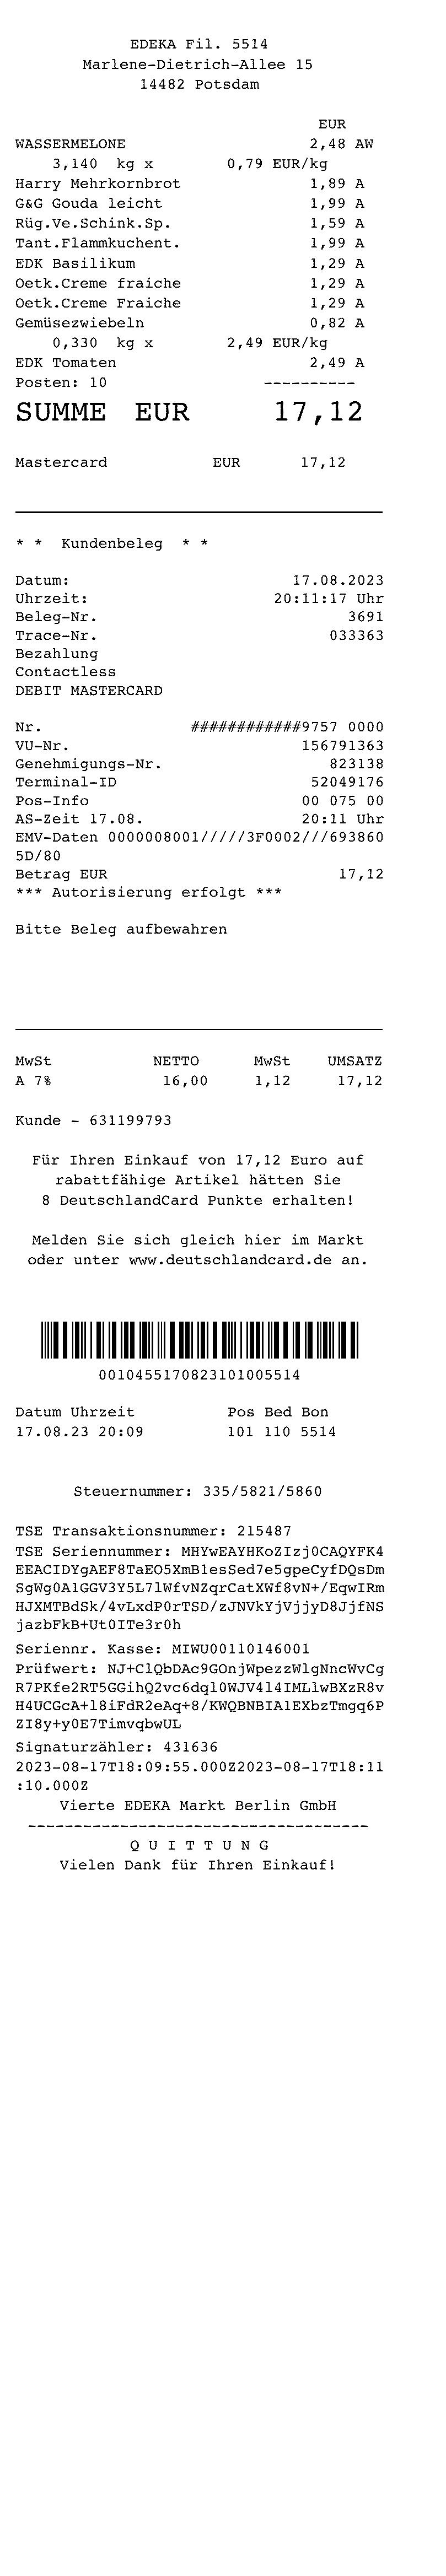 EDEKA Fil. 5514
Marlene-Dietrich-Allee 15
14482 Potsdam
EUR
WASSERMELONE 2,48 AW
3,140 kg x 0,79 EUR/kg
Harry Mehrkornbrot 1,89 A
G&G Gouda leicht 1,99 A
Rüg.Ve.Schink.Sp. 1,59 A
Tant.Flammkuchent. 1,99 A
EDK Basilikum 1,29 A
Oetk.Creme fraiche 1,29 A
Oetk.Creme Fraiche 1,29 A
Gemüsezwiebeln 0,82 A
0,330 kg x 2,49 EUR/kg
EDK Tomaten 2,49 A
Posten: 10 ----------
SUMME EUR 17,12
Mastercard EUR 17,12
* * Kundenbeleg * *
Datum: 17.08.2023
Uhrzeit: 20:11:17 Uhr
Beleg-Nr. 3691
Trace-Nr. 033363
Bezahlung
Contactless
DEBIT MASTERCARD
Nr. ############9757 0000
VU-Nr. 156791363
Genehmigungs-Nr. 823138
Terminal-ID 52049176
Pos-Info 00 075 00
AS-Zeit 17.08. 20:11 Uhr
EMV-Daten 0000008001/////3F0002///693860
5D/80
Betrag EUR 17,12
*** Autorisierung erfolgt ***
Bitte Beleg aufbewahren
MwSt NETTO MwSt UMSATZ
A 7% 16,00 1,12 17,12
Kunde - 631199793
Für Ihren Einkauf von 17,12 Euro auf
rabattfähige Artikel hätten Sie
8 DeutschlandCard Punkte erhalten!
Melden Sie sich gleich hier im Markt
oder unter www.deutschlandcard.de an.
0010455170823101005514
Datum Uhrzeit Pos Bed Bon
17.08.23 20:09 101 110 5514
Steuernummer: 335/5821/5860
TSE Transaktionsnummer: 215487
TSE Seriennummer: MHYwEAYHKoZIzj0CAQYFK4
EEACIDYgAEF8TaEO5XmB1esSed7e5gpeCyfDQsDm
SgWg0A1GGV3Y5L7lWfvNZqrCatXWf8vN+/EqwIRm
HJXMTBdSk/4vLxdP0rTSD/zJNVkYjVjjyD8JjfNS
jazbFkB+Ut0ITe3r0h
Seriennr. Kasse: MIWU00110146001
Prüfwert: NJ+ClQbDAc9GOnjWpezzWlgNncWvCg
R7PKfe2RT5GGihQ2vc6dql0WJV4l4IMLlwBXzR8v
H4UCGcA+l8iFdR2eAq+8/KWQBNBIA1EXbzTmgq6P
ZI8y+y0E7TimvqbwUL
Signaturzähler: 431636
2023-08-17T18:09:55.000Z2023-08-17T18:11
:10.000Z
Vierte EDEKA Markt Berlin GmbH
-------------------------------------
Q U I T T U N G
Vielen Dank für Ihren Einkauf!